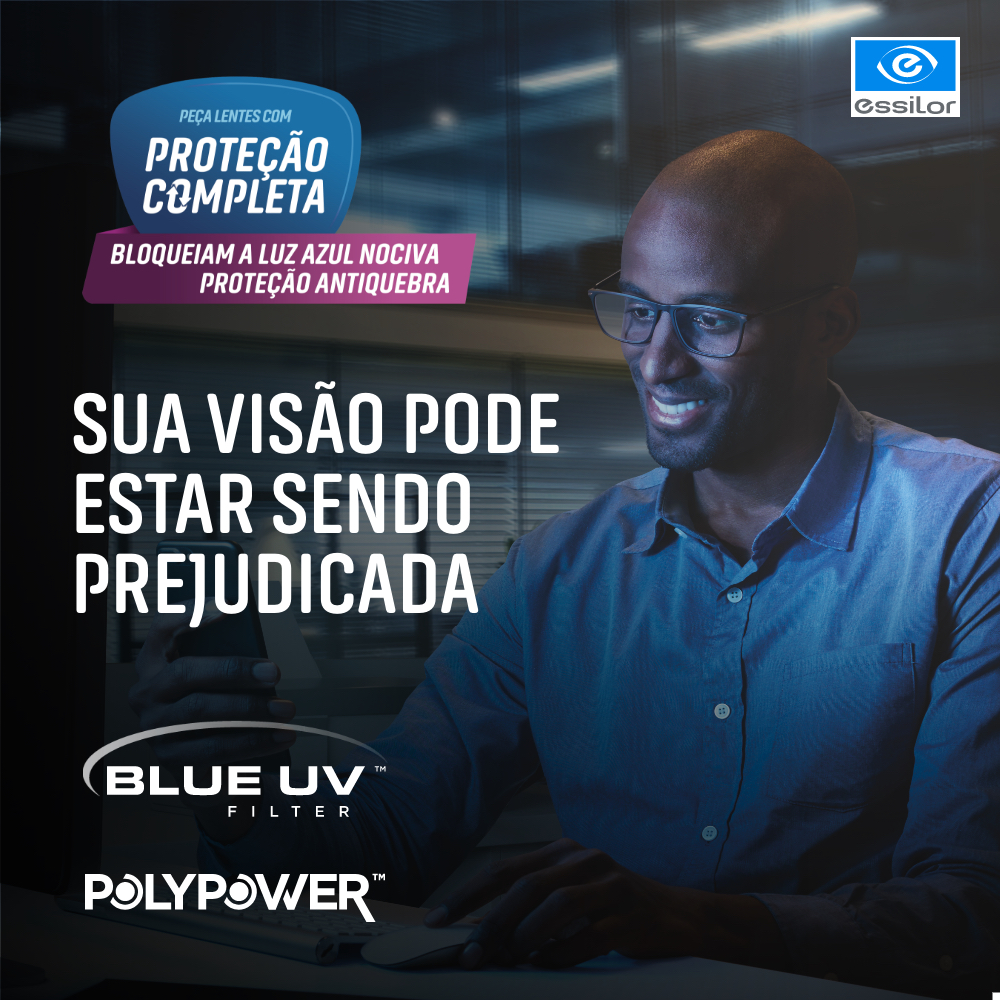 essilor
PEÇA LENTES COM
PROTEÇÃO
COMPLETA
BLOQUEIAM A LUZ AZUL NOCIVA
PROTEÇÃO ANTIQUEBRA
SUA VISÃO PODE
ESTAR SENDO
PREJUDICADA
BLUE UV™
FILTER
POLYPOWER™